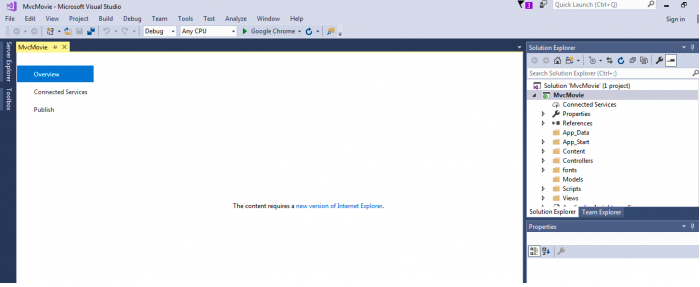 MvcMovie - Microsoft Visual Studio
3
Quick Launch (Ctrl+Q)
File Edit View Project Build Debug Team Tools Test Analyze Window Help
Sign in
Debug Any CPU Google Chrome
Server Explorer
Toolbox
MvcMovie
Overview
Connected Services
Publish
The content requires a new version of Internet Explorer.
Solution Explorer
Search Solution Explorer (Ctrl+;)
Solution 'MvcMovie' (1 project)
MvcMovie
Connected Services
Properties
References
App_Data
App_Start
Content
Controllers
fonts
Models
Scripts
Views
Solution Explorer Team Explorer
Properties